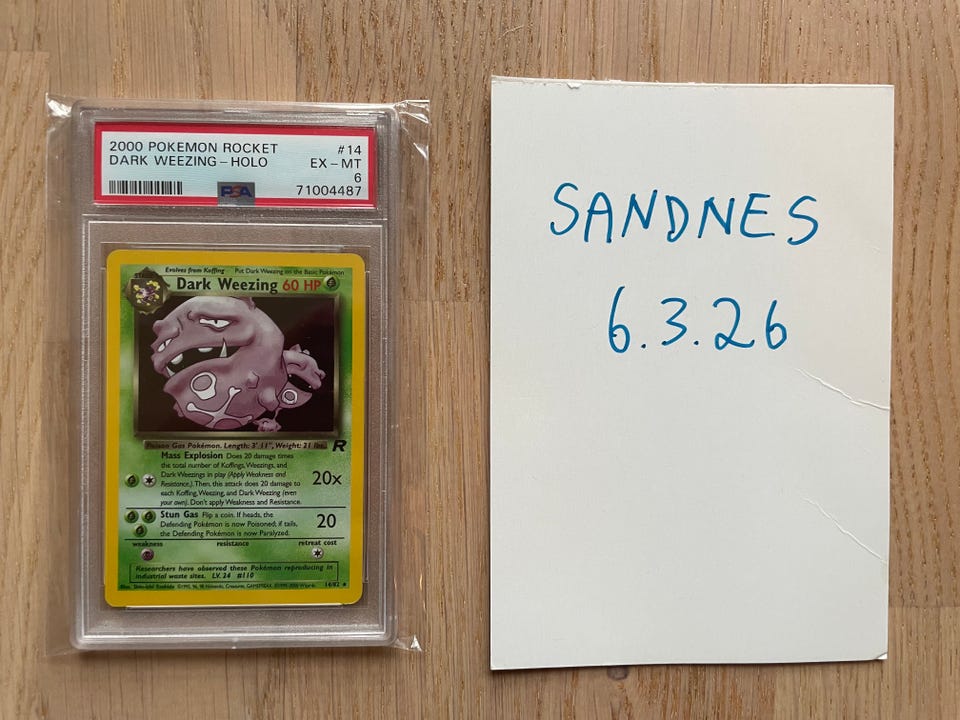 2000 POKEMON ROCKET #14
DARK WEEZING - HOLO EX - MT
6
PSA 71004487
Evolves from Koffing Put Dark Weezing on the Basic Pokémon
Dark Weezing 60 HP
Poison Gas Pokémon. Length: 3' 11", Weight: 21 lbs.
R
Mass Explosion Does 20 damage times
the total number of Koffings, Weezings, and
Dark Weezings in play (Apply Weakness and
Resistance.) Then, this attack does 20 damage to
each Koffing, Weezing, and Dark Weezing (even
your own). Don't apply Weakness and Resistance.
20x
Stun Gas Flip a coin. If heads, the
Defending Pokémon is now Poisoned; if tails,
the Defending Pokémon is now Paralyzed.
20
weakness resistance retreat cost
Researchers have observed these Pokémon reproducing in
industrial waste sites. LV. 24 #110
14/82
SANDNES
6.3.26